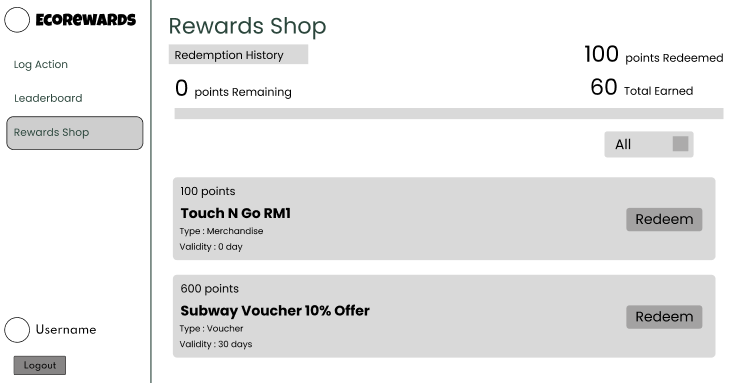 ECOREWARDS
Log Action
Leaderboard
Rewards Shop
Username
Logout
Rewards Shop
Redemption History
100 points Redeemed
0 points Remaining
60 Total Earned
All
100 points
Touch N Go RM1
Type : Merchandise
Validity : 0 day
Redeem
600 points
Subway Voucher 10% Offer
Type : Voucher
Validity : 30 days
Redeem